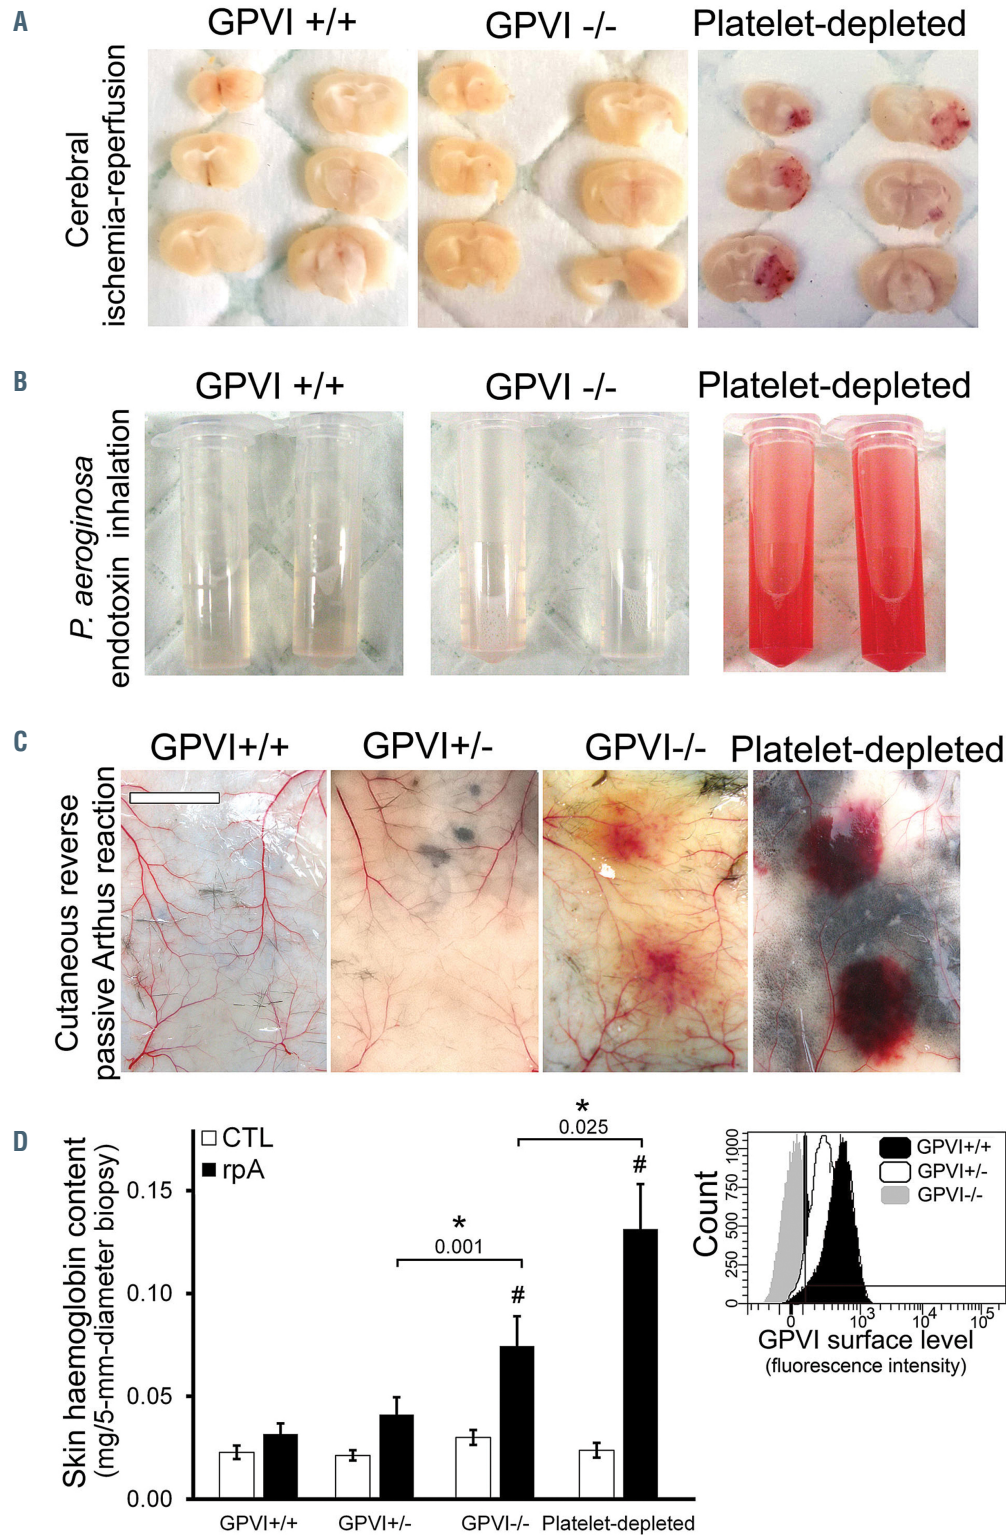 A
GPVI +/+
GPVI -/-
Platelet-depleted
Cerebral
ischemia-reperfusion
B
GPVI +/+
GPVI -/-
Platelet-depleted
P. aeroginosa
endotoxin inhalation
C
GPVI+/+
GPVI+/-
GPVI-/-
Platelet-depleted
Cutaneous reverse
passive Arthus reaction
D
Skin haemoglobin content
(mg/5-mm-diameter biopsy)
CTL
rpA
0.15
0.10
0.05
0.00
*
0.001
*
0.025
#
#
GPVI+/+
GPVI+/-
GPVI-/-
Platelet-depleted
Count
1000
750
500
250
0
GPVI+/+
GPVI+/-
GPVI-/-
0
10³
10⁴
10⁵
GPVI surface level
(fluorescence intensity)